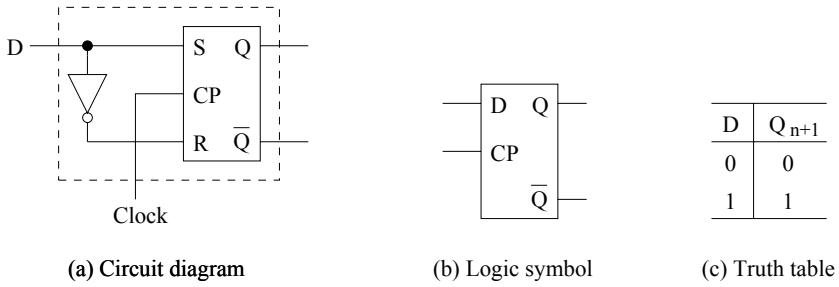 D
S Q
CP
R Q̅
Clock
(a) Circuit diagram
D Q
CP
Q̅
(b) Logic symbol
D Q n+1
0 0
1 1
(c) Truth table